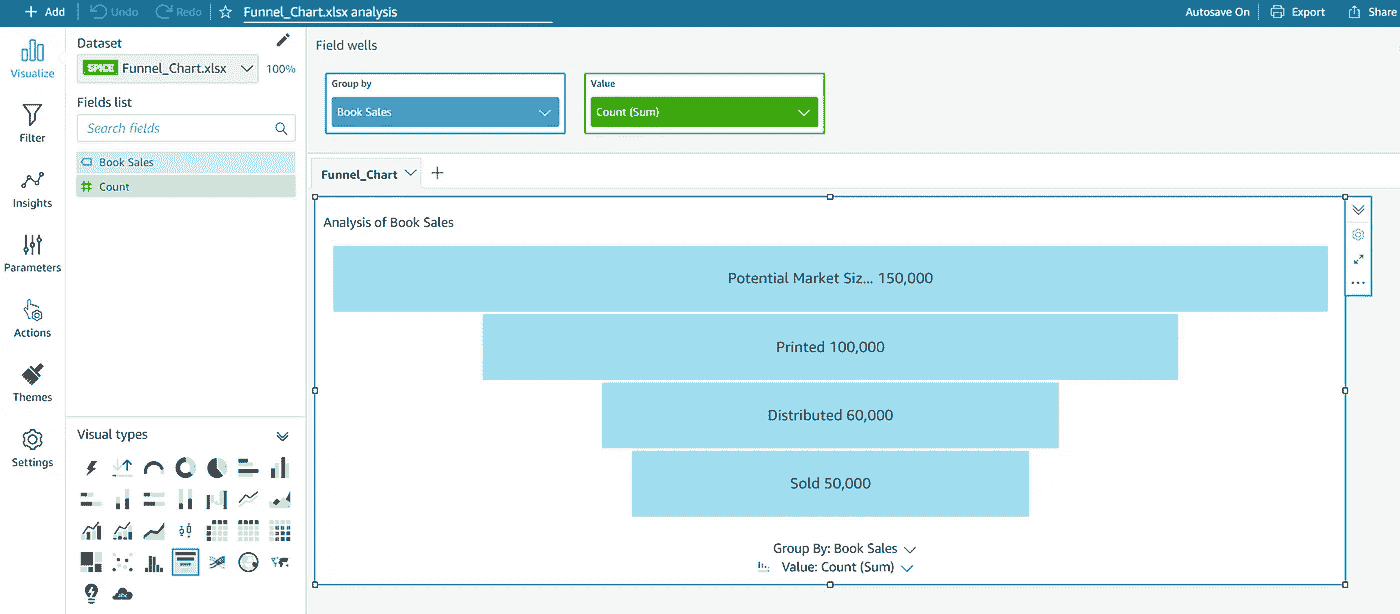 Add Undo Redo Funnel_Chart.xlsx analysis Autosave On Export Share
Visualize
Filter
Insights
Parameters
Actions
Themes
Settings
Dataset
SPICE Funnel_Chart.xlsx 100%
Fields list
Search fields
Book Sales
Count
Visual types
Field wells
Group by
Book Sales
Value
Count (Sum)
Funnel_Chart
Analysis of Book Sales
Potential Market Siz... 150,000
Printed 100,000
Distributed 60,000
Sold 50,000
Group By: Book Sales
Value: Count (Sum)